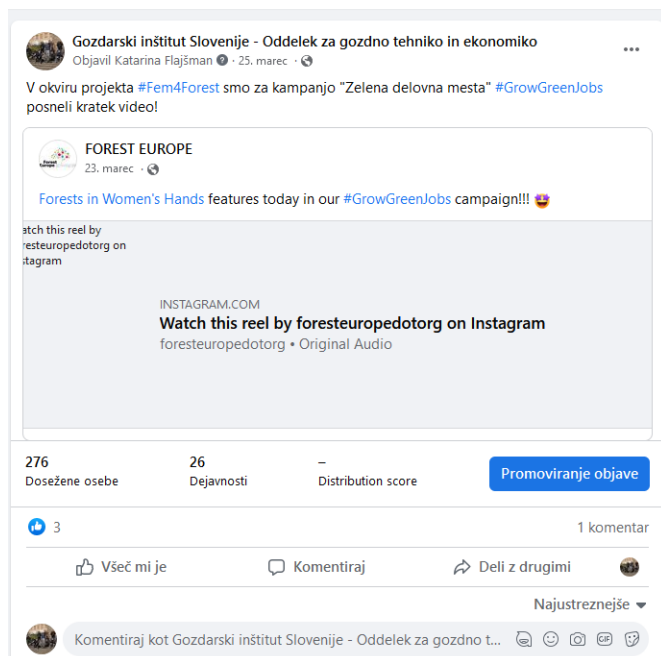 Gozdarski inštitut Slovenije - Oddelek za gozdno tehniko in ekonomiko
Objavil Katarina Flajšman · 25. marec ·
V okviru projekta #Fem4Forest smo za kampanjo "Zelena delovna mesta" #GrowGreenJobs
posneli kratek video!
FOREST EUROPE
23. marec ·
Forests in Women's Hands features today in our #GrowGreenJobs campaign!!! 🤩
atch this reel by
resteuropedotorg on
stagram
INSTAGRAM.COM
Watch this reel by foresteuropedotorg on Instagram
foresteuropedotorg • Original Audio
276
Dosežene osebe
26
Dejavnosti
–
Distribution score
Promoviranje objave
3
1 komentar
Všeč mi je
Komentiraj
Deli z drugimi
Najustreznejše
Komentiraj kot Gozdarski inštitut Slovenije - Oddelek za gozdno t...
GIF